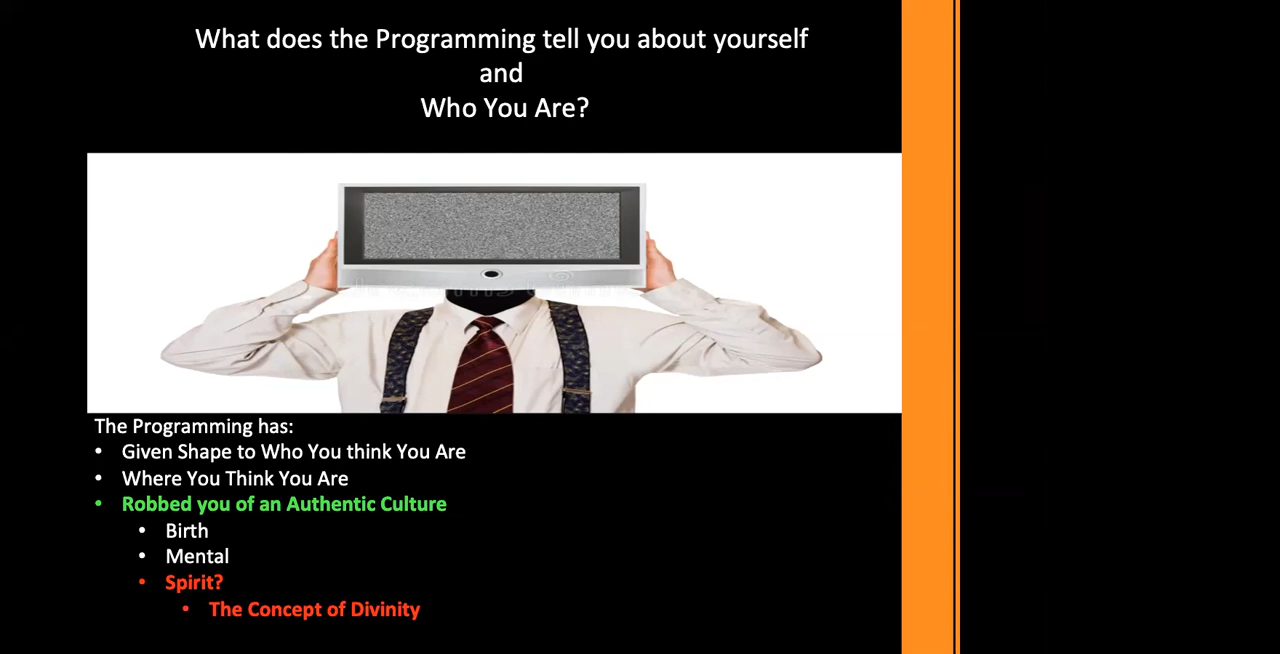 What does the Programming tell you about yourself
and
Who You Are?
The Programming has:
• Given Shape to Who You think You Are
• Where You Think You Are
• Robbed you of an Authentic Culture
• Birth
• Mental
• Spirit?
• The Concept of Divinity